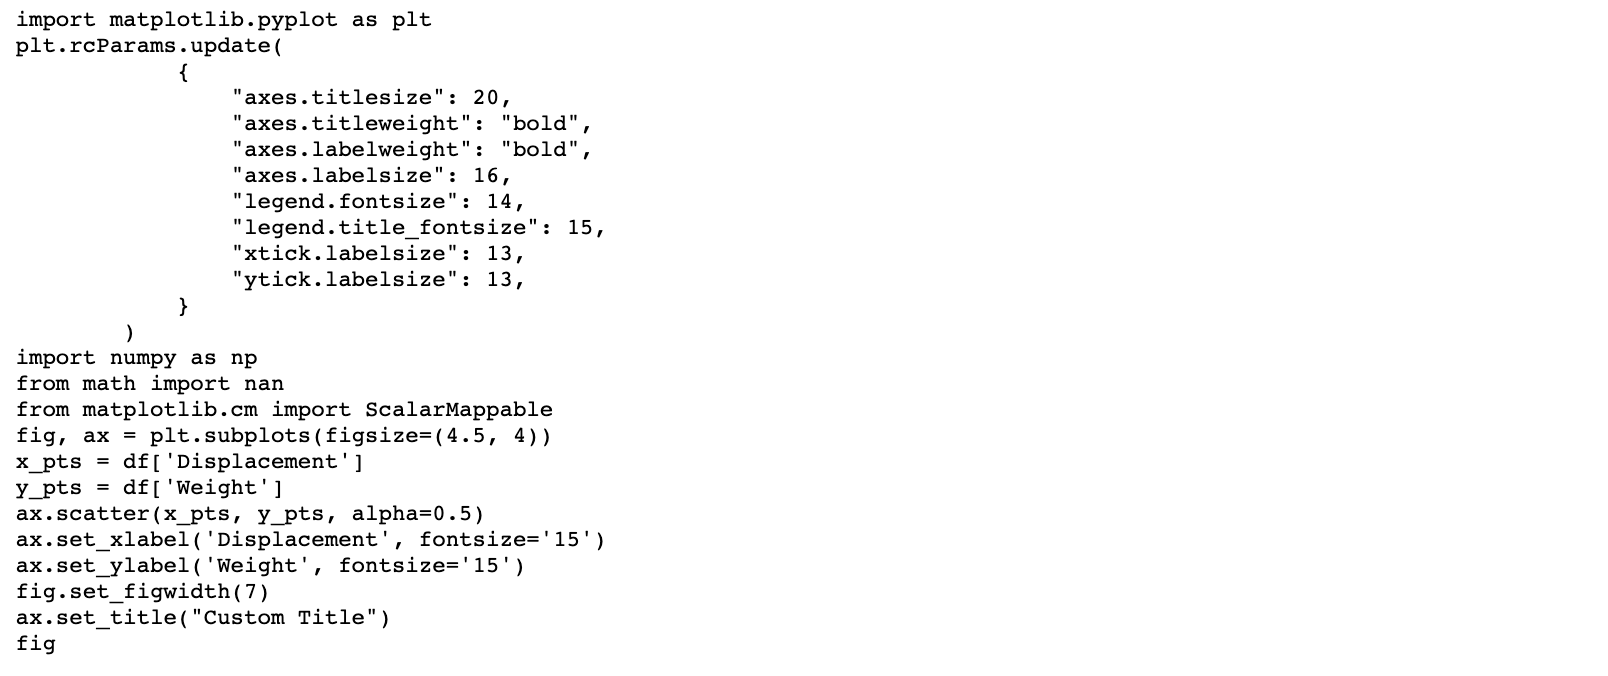 import matplotlib.pyplot as plt
plt.rcParams.update(
            {
                "axes.titlesize": 20,
                "axes.titleweight": "bold",
                "axes.labelweight": "bold",
                "axes.labelsize": 16,
                "legend.fontsize": 14,
                "legend.title_fontsize": 15,
                "xtick.labelsize": 13,
                "ytick.labelsize": 13,
            }
        )
import numpy as np
from math import nan
from matplotlib.cm import ScalarMappable
fig, ax = plt.subplots(figsize=(4.5, 4))
x_pts = df['Displacement']
y_pts = df['Weight']
ax.scatter(x_pts, y_pts, alpha=0.5)
ax.set_xlabel('Displacement', fontsize='15')
ax.set_ylabel('Weight', fontsize='15')
fig.set_figwidth(7)
ax.set_title("Custom Title")
fig